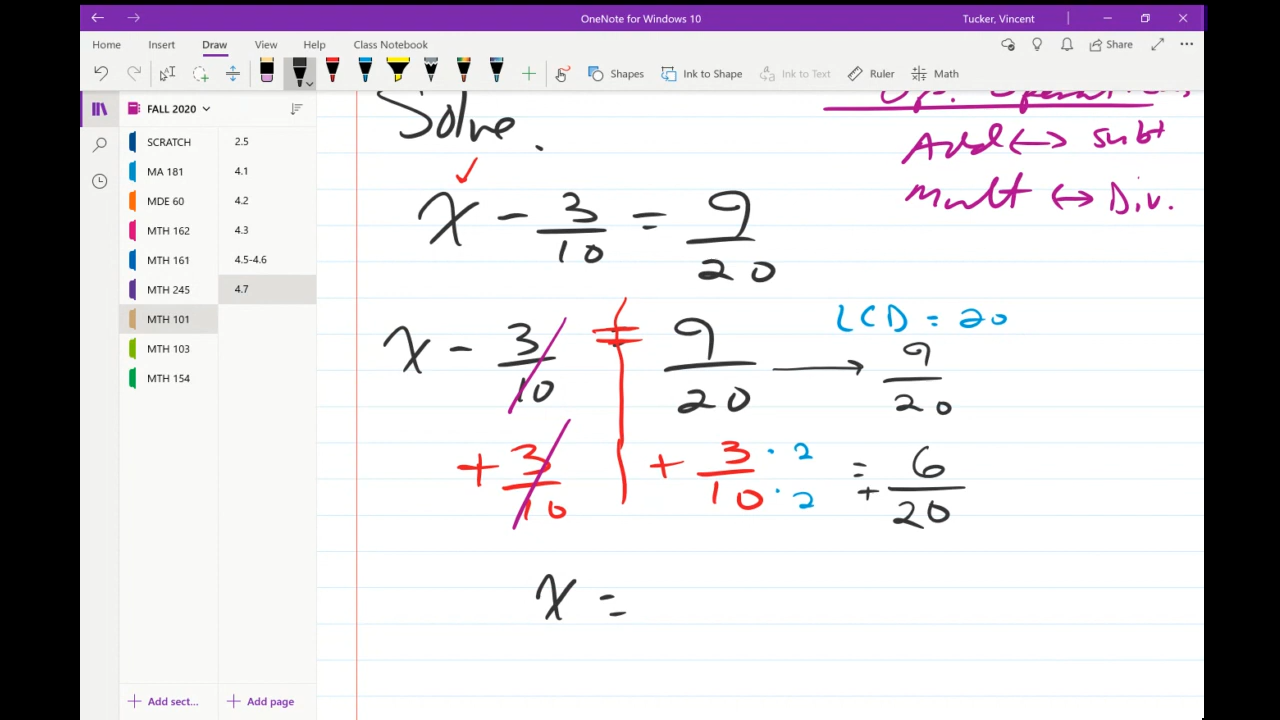 OneNote for Windows 10
Tucker, Vincent
Home Insert Draw View Help Class Notebook
Share
Shapes Ink to Shape Ink to Text Ruler Math
FALL 2020
SCRATCH
MA 181
MDE 60
MTH 162
MTH 161
MTH 245
MTH 101
MTH 103
MTH 154
2.5
4.1
4.2
4.3
4.5-4.6
4.7
Add sect...
Add page
Solve.
Op. Operations
Add ↔ subt
Mult ↔ Div.
x - 3/10 = 9/20
LCD = 20
x - 3/10 = 9/20 → 9/20
+ 3/10 + 3/10 · 2 · 2 = + 6/20
x =